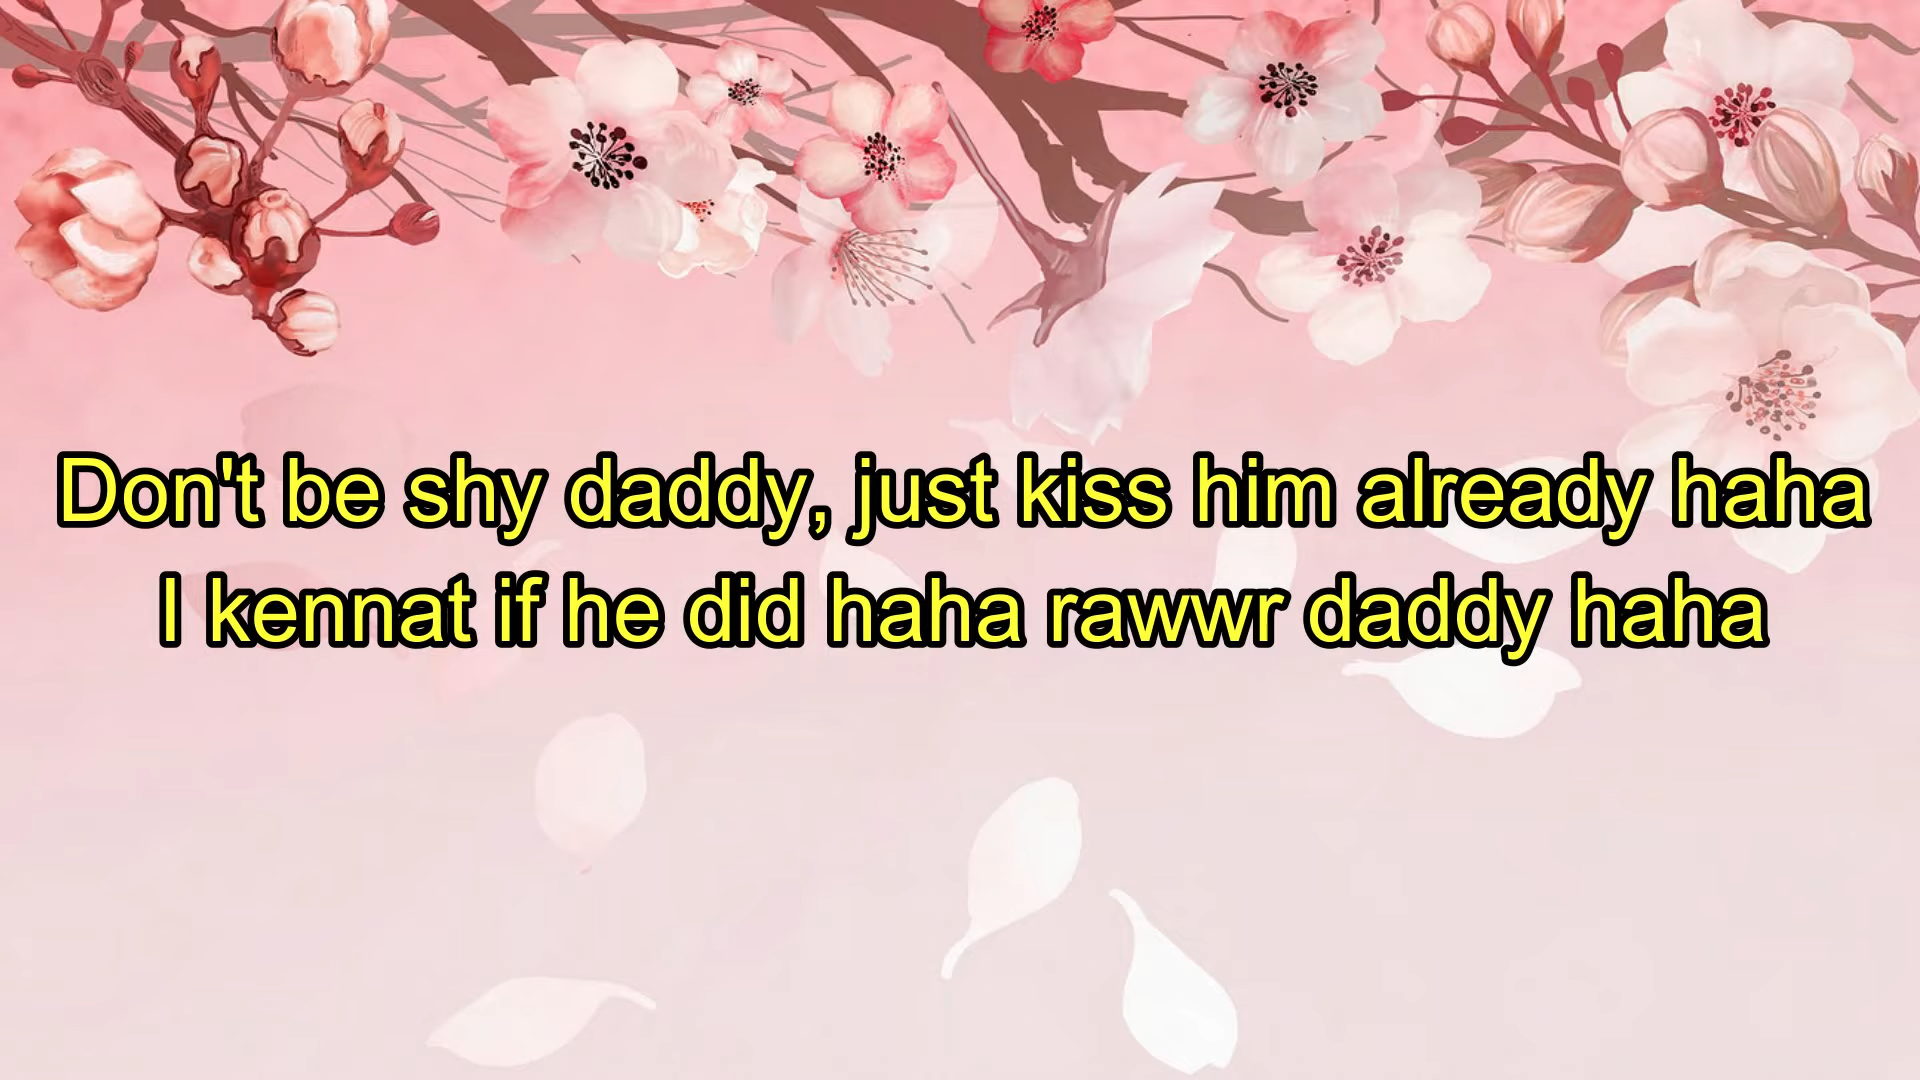 Don't be shy daddy, just kiss him already haha
I kennat if he did haha rawwr daddy haha